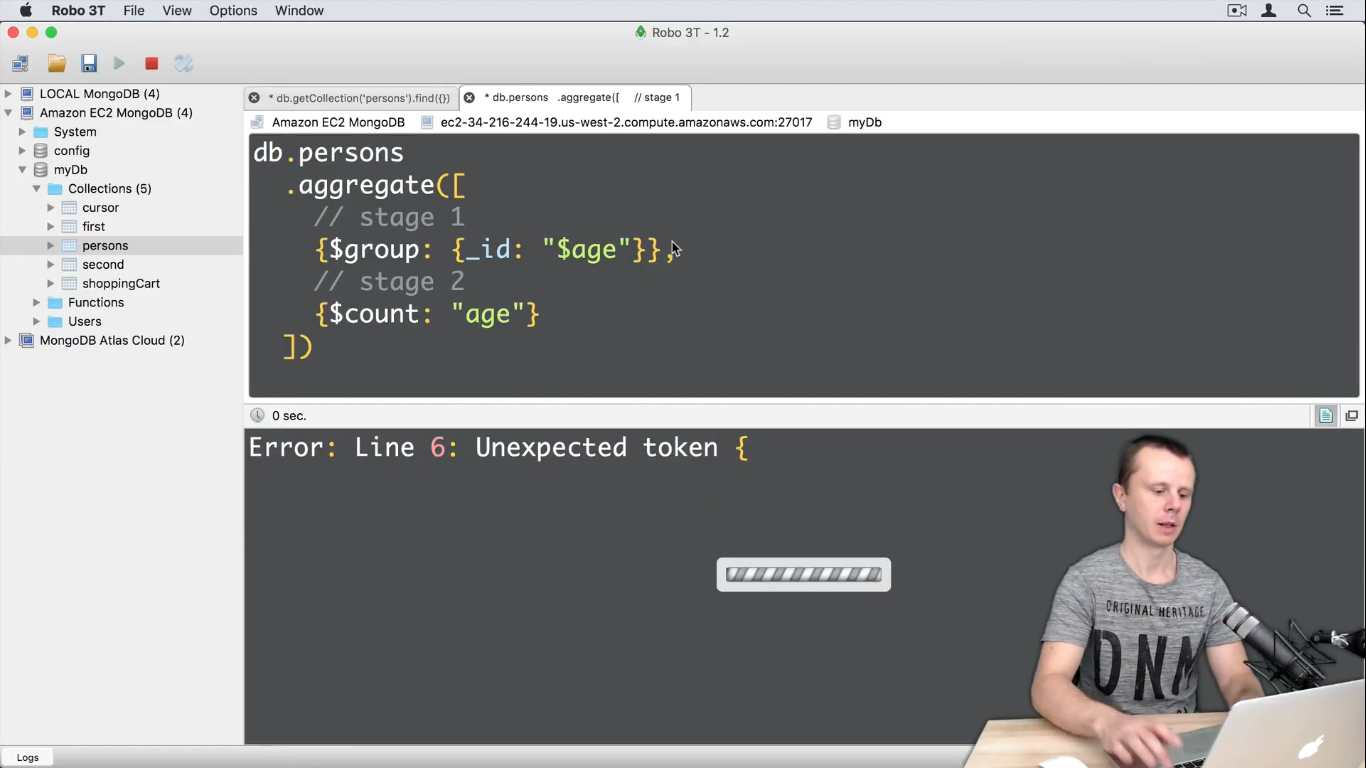 Robo 3T File View Options Window
Robo 3T - 1.2
LOCAL MongoDB (4)
Amazon EC2 MongoDB (4)
System
config
myDb
Collections (5)
cursor
first
persons
second
shoppingCart
Functions
Users
MongoDB Atlas Cloud (2)
* db.getCollection('persons').find({})
* db.persons .aggregate([ // stage 1
Amazon EC2 MongoDB ec2-34-216-244-19.us-west-2.compute.amazonaws.com:27017 myDb
db.persons
.aggregate([
// stage 1
{$group: {_id: "$age"}},
// stage 2
{$count: "age"}
])
0 sec.
Error: Line 6: Unexpected token {
ORIGINAL HERITAGE
DNM
Logs